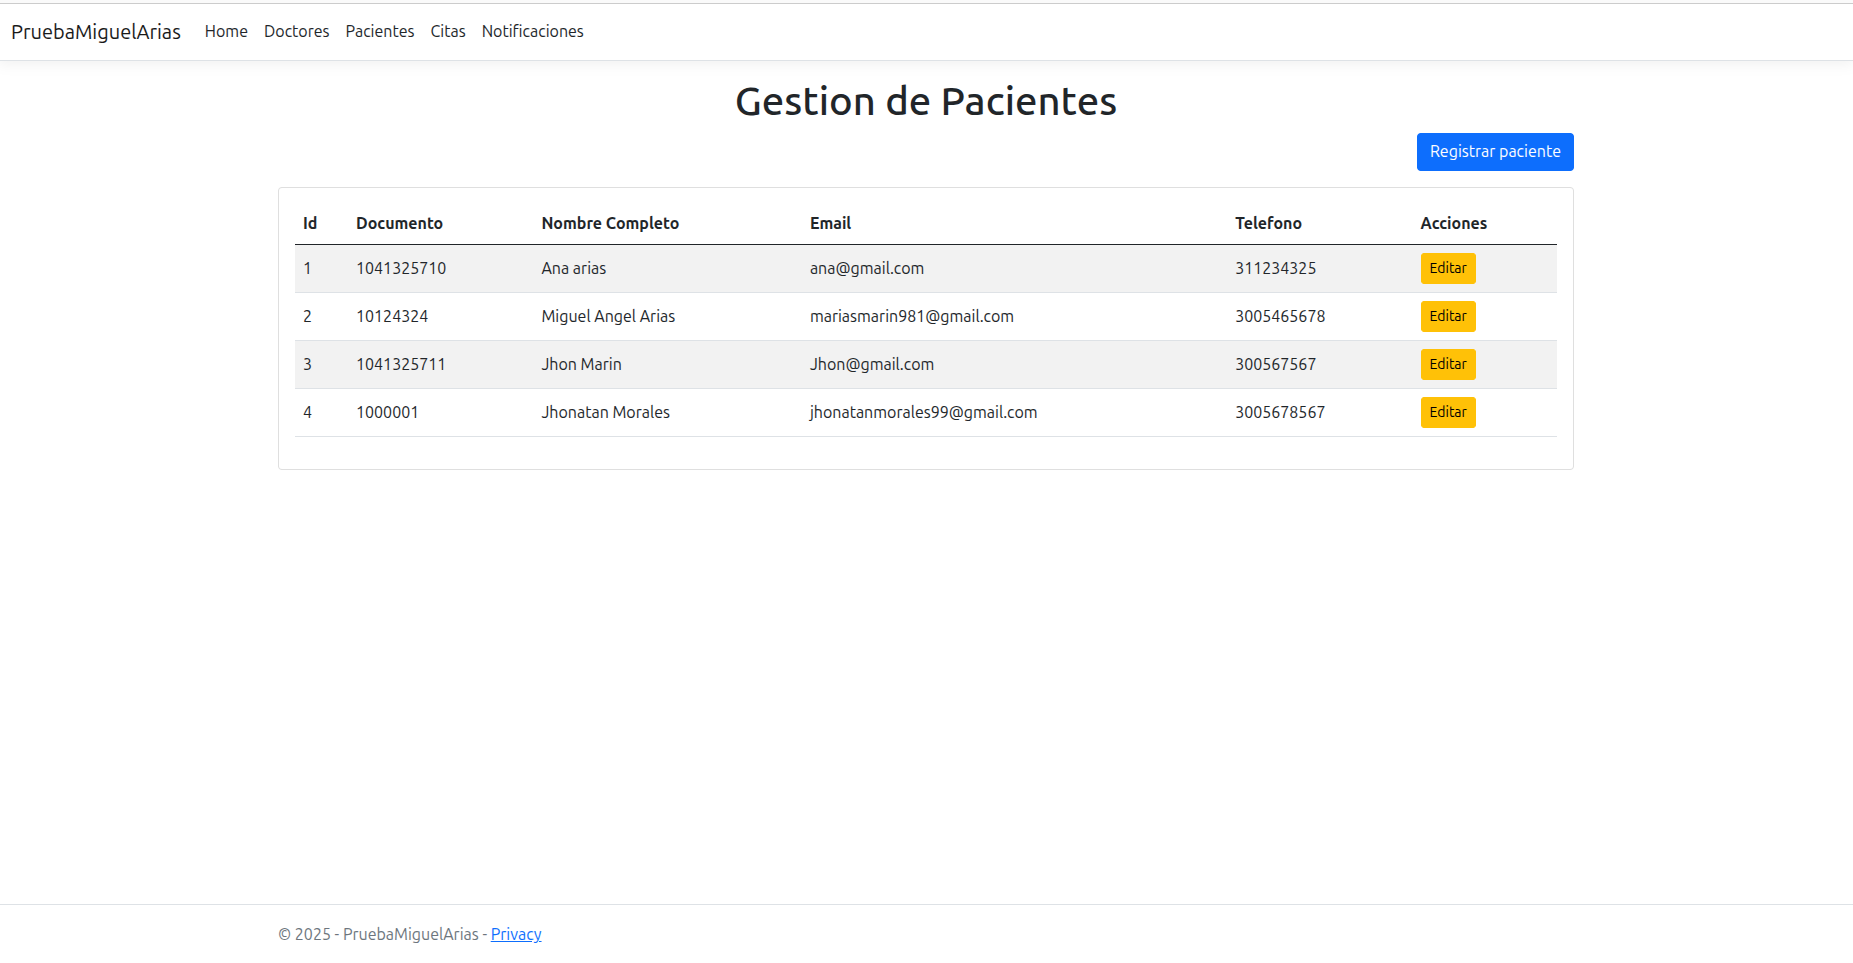 PruebaMiguelArias Home Doctores Pacientes Citas Notificaciones
Gestion de Pacientes
Registrar paciente
Id Documento Nombre Completo Email Telefono Acciones
1 1041325710 Ana arias ana@gmail.com 311234325 Editar
2 10124324 Miguel Angel Arias mariasmarin981@gmail.com 3005465678 Editar
3 1041325711 Jhon Marin Jhon@gmail.com 300567567 Editar
4 1000001 Jhonatan Morales jhonatanmorales99@gmail.com 3005678567 Editar
© 2025 - PruebaMiguelArias - Privacy